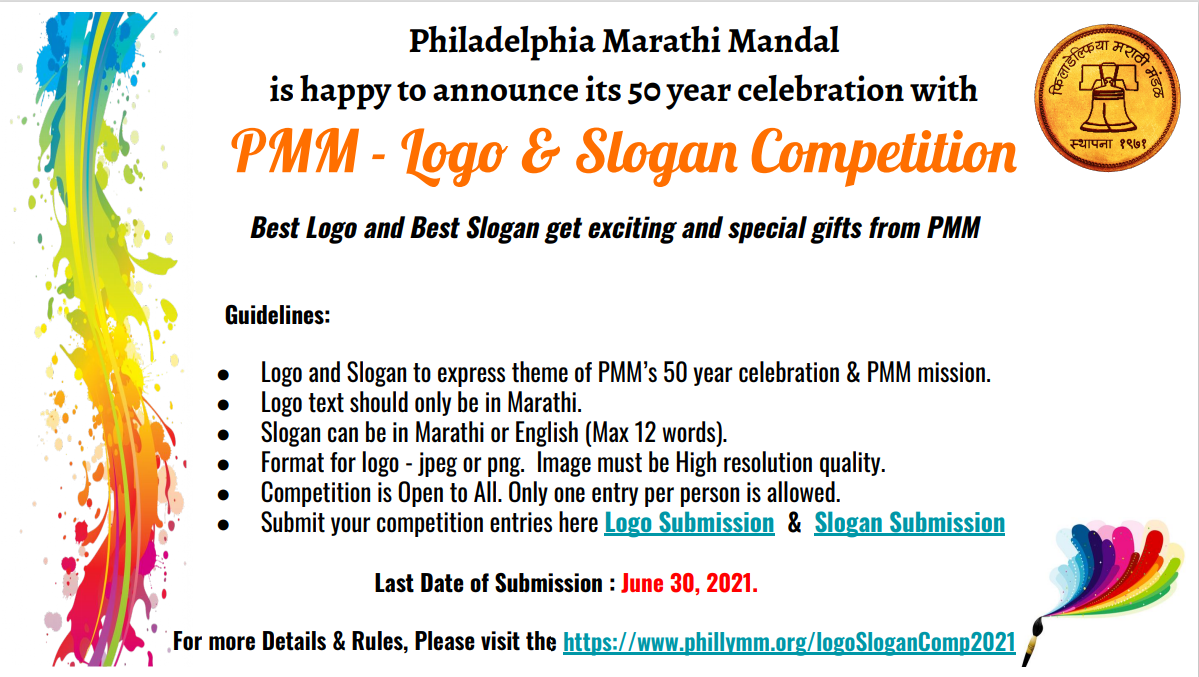 Philadelphia Marathi Mandal
is happy to announce its 50 year celebration with
PMM - Logo & Slogan Competition
फिलाडेल्फिया मराठी मंडळ
स्थापना १९७१
Best Logo and Best Slogan get exciting and special gifts from PMM
Guidelines:
● Logo and Slogan to express theme of PMM’s 50 year celebration & PMM mission.
● Logo text should only be in Marathi.
● Slogan can be in Marathi or English (Max 12 words).
● Format for logo - jpeg or png. Image must be High resolution quality.
● Competition is Open to All. Only one entry per person is allowed.
● Submit your competition entries here Logo Submission & Slogan Submission
Last Date of Submission : June 30, 2021.
For more Details & Rules, Please visit the https://www.phillymm.org/logoSloganComp2021